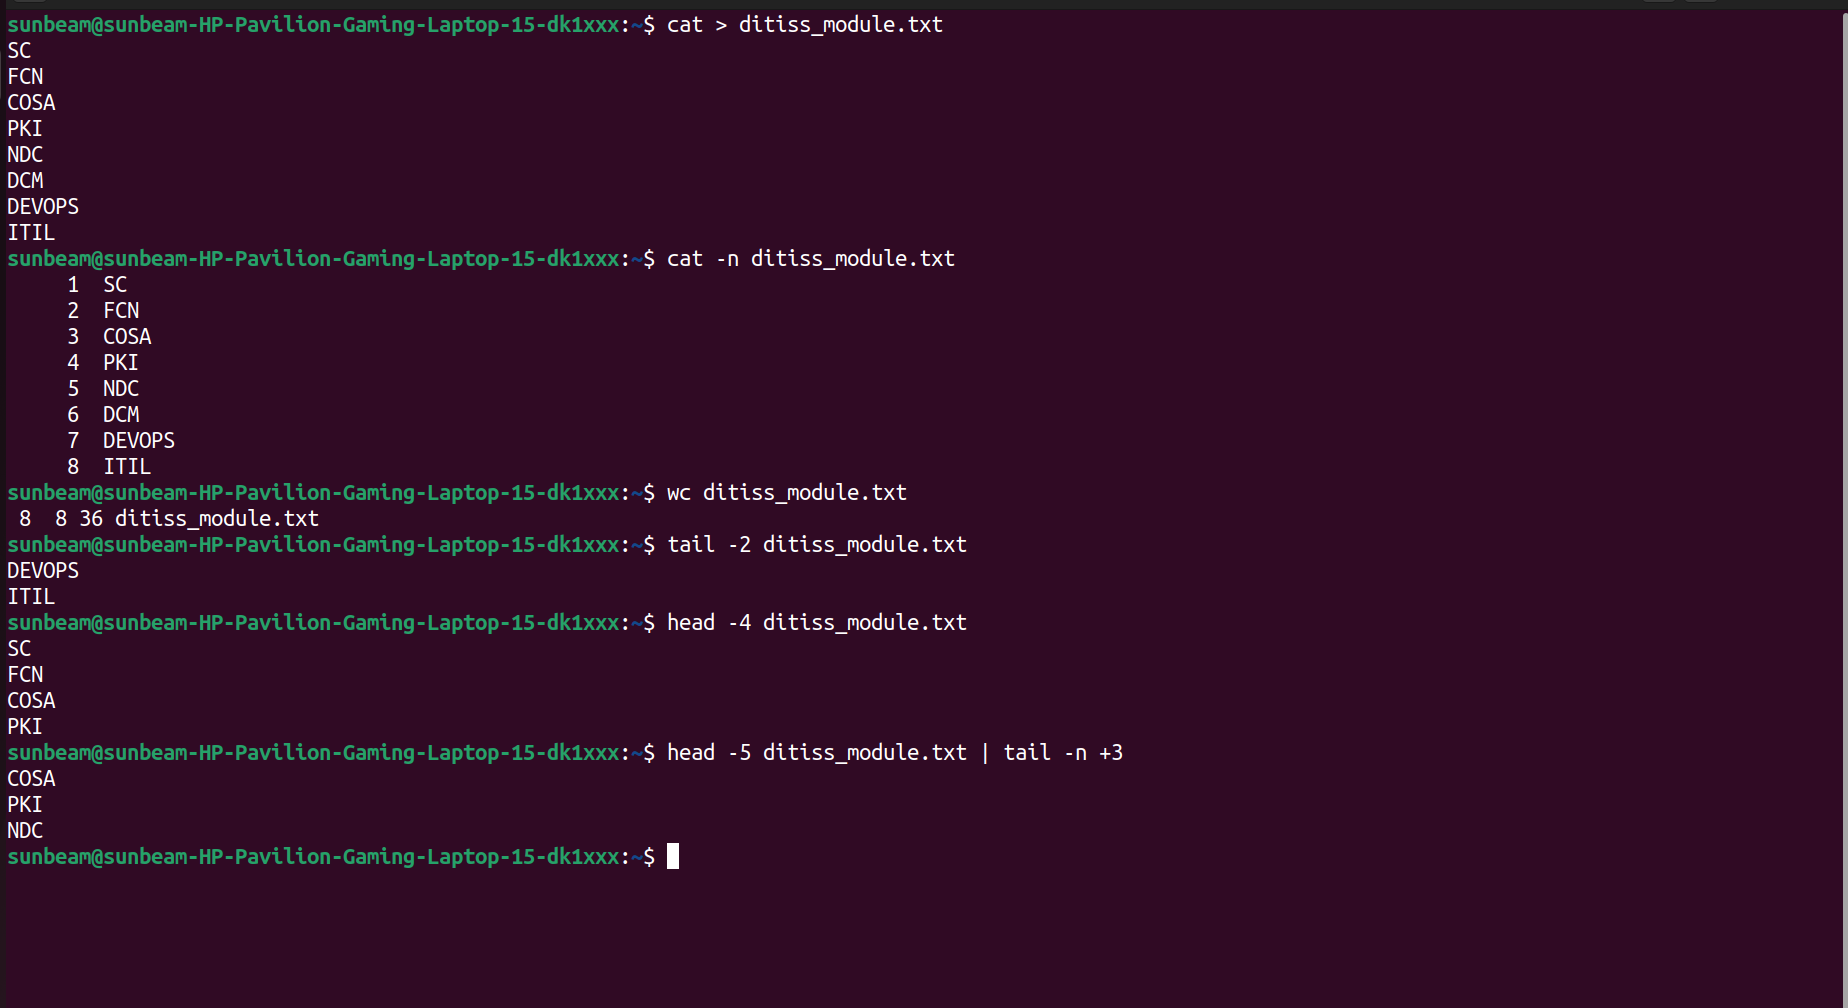 sunbeam@sunbeam-HP-Pavilion-Gaming-Laptop-15-dk1xxx:~$ cat > ditiss_module.txt
SC
FCN
COSA
PKI
NDC
DCM
DEVOPS
ITIL
sunbeam@sunbeam-HP-Pavilion-Gaming-Laptop-15-dk1xxx:~$ cat -n ditiss_module.txt
     1  SC
     2  FCN
     3  COSA
     4  PKI
     5  NDC
     6  DCM
     7  DEVOPS
     8  ITIL
sunbeam@sunbeam-HP-Pavilion-Gaming-Laptop-15-dk1xxx:~$ wc ditiss_module.txt
 8  8 36 ditiss_module.txt
sunbeam@sunbeam-HP-Pavilion-Gaming-Laptop-15-dk1xxx:~$ tail -2 ditiss_module.txt
DEVOPS
ITIL
sunbeam@sunbeam-HP-Pavilion-Gaming-Laptop-15-dk1xxx:~$ head -4 ditiss_module.txt
SC
FCN
COSA
PKI
sunbeam@sunbeam-HP-Pavilion-Gaming-Laptop-15-dk1xxx:~$ head -5 ditiss_module.txt | tail -n +3
COSA
PKI
NDC
sunbeam@sunbeam-HP-Pavilion-Gaming-Laptop-15-dk1xxx:~$